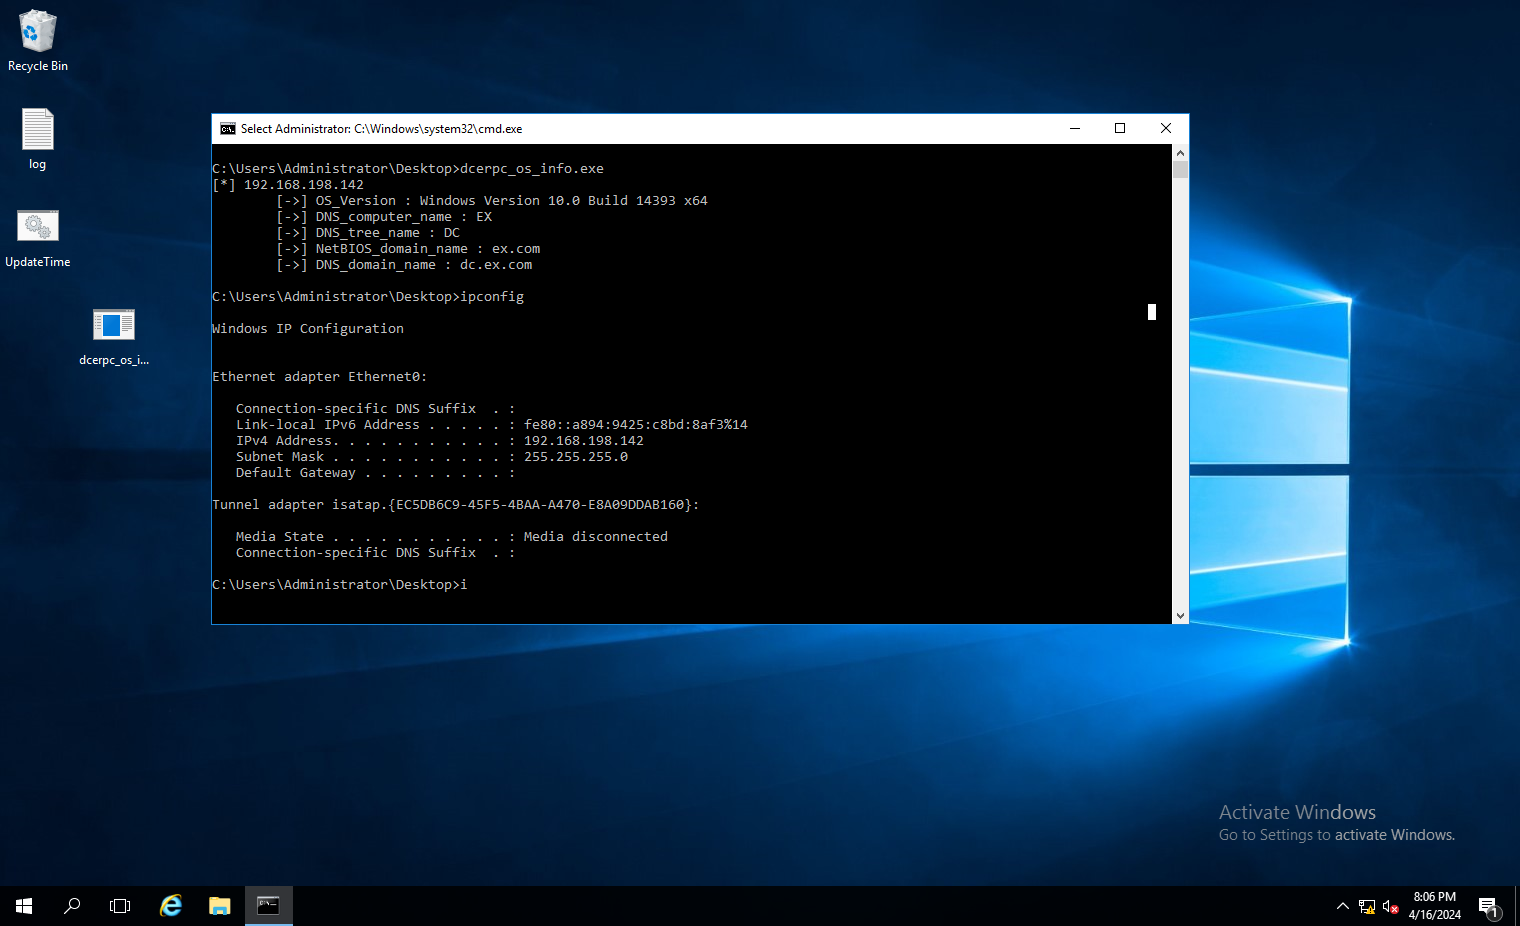 Recycle Bin
log
UpdateTime
dcerpc_os_i...
Select Administrator: C:\Windows\system32\cmd.exe
C:\Users\Administrator\Desktop>dcerpc_os_info.exe
[*] 192.168.198.142
[->] OS_Version : Windows Version 10.0 Build 14393 x64
[->] DNS_computer_name : EX
[->] DNS_tree_name : DC
[->] NetBIOS_domain_name : ex.com
[->] DNS_domain_name : dc.ex.com
C:\Users\Administrator\Desktop>ipconfig
Windows IP Configuration
Ethernet adapter Ethernet0:
Connection-specific DNS Suffix  . :
Link-local IPv6 Address . . . . . : fe80::a894:9425:c8bd:8af3%14
IPv4 Address. . . . . . . . . . . : 192.168.198.142
Subnet Mask . . . . . . . . . . . : 255.255.255.0
Default Gateway . . . . . . . . . :
Tunnel adapter isatap.{EC5DB6C9-45F5-4BAA-A470-E8A09DDAB160}:
Media State . . . . . . . . . . . : Media disconnected
Connection-specific DNS Suffix  . :
C:\Users\Administrator\Desktop>i
Activate Windows
Go to Settings to activate Windows.
8:06 PM
4/16/2024
1